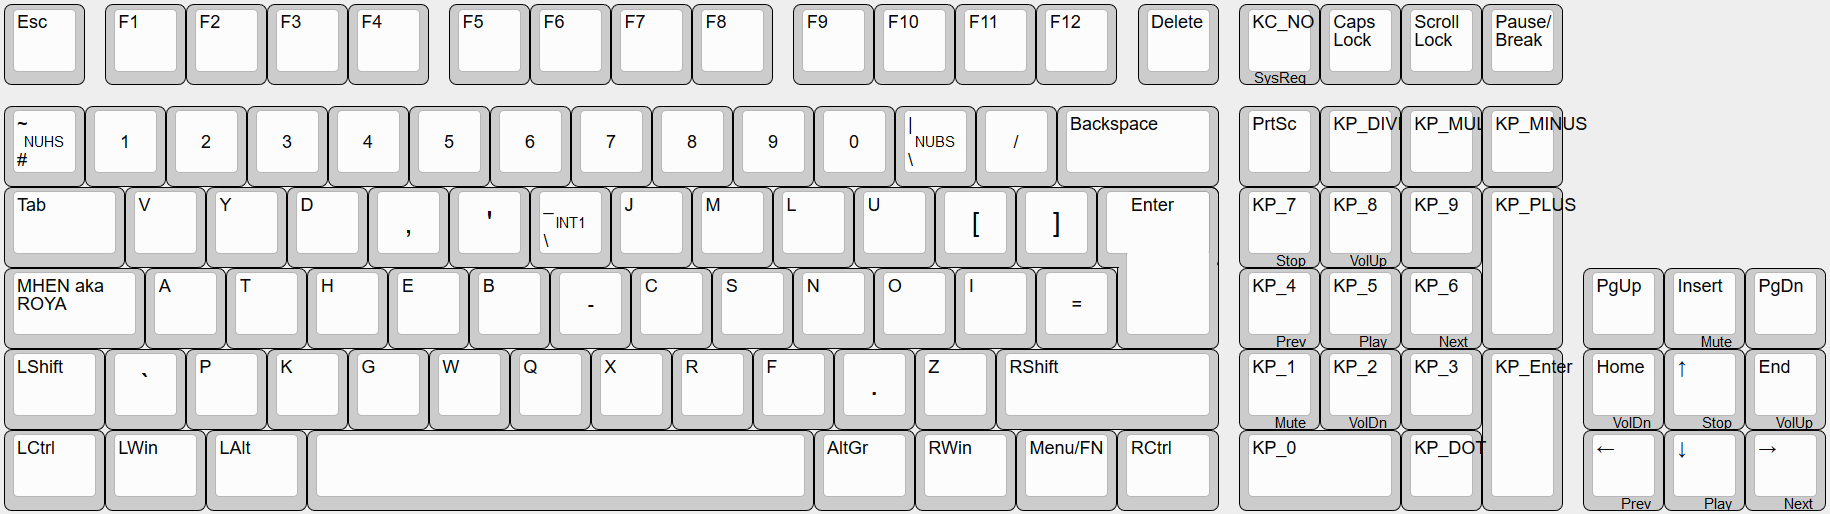 Esc F1 F2 F3 F4 F5 F6 F7 F8 F9 F10 F11 F12 Delete KC_NO Caps Scroll Pause/
Lock Lock Break
SysReq
~ NUHS 1 2 3 4 5 6 7 8 9 0 | NUBS / Backspace PrtSc KP_DIVI KP_MUL KP_MINUS
# \
Tab V Y D , ' _ INT1 J M L U [ ] Enter KP_7 KP_8 KP_9 KP_PLUS
\
Stop VolUp
MHEN aka A T H E B - C S N O I = KP_4 KP_5 KP_6 PgUp Insert PgDn
ROYA
Prev Play Next Mute
LShift ` P K G W Q X R F . Z RShift KP_1 KP_2 KP_3 KP_Enter Home ↑ End
Mute VolDn VolDn Stop VolUp
LCtrl LWin LAlt AltGr RWin Menu/FN RCtrl KP_0 KP_DOT ← ↓ →
Prev Play Next